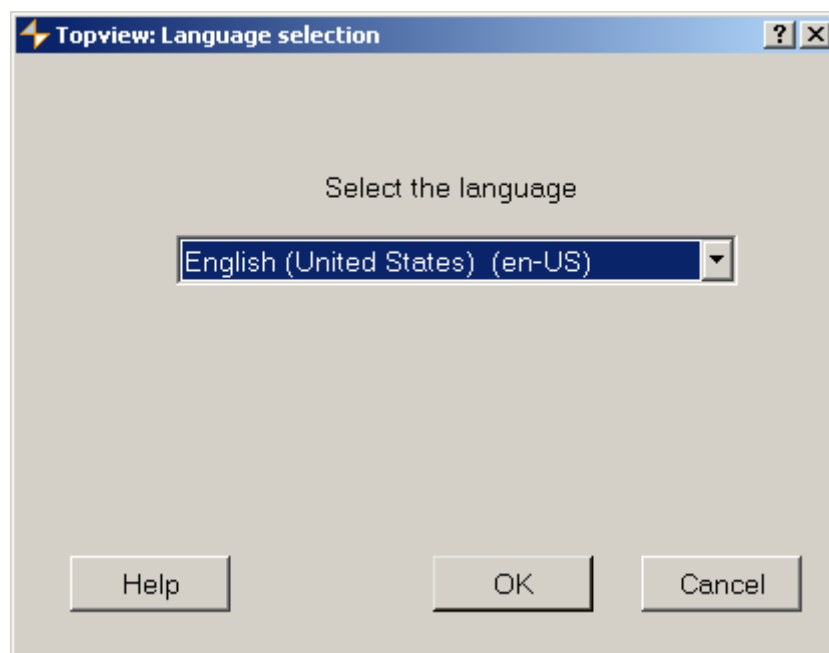 Topview: Language selection
Select the language
English (United States) (en-US)
Help OK Cancel